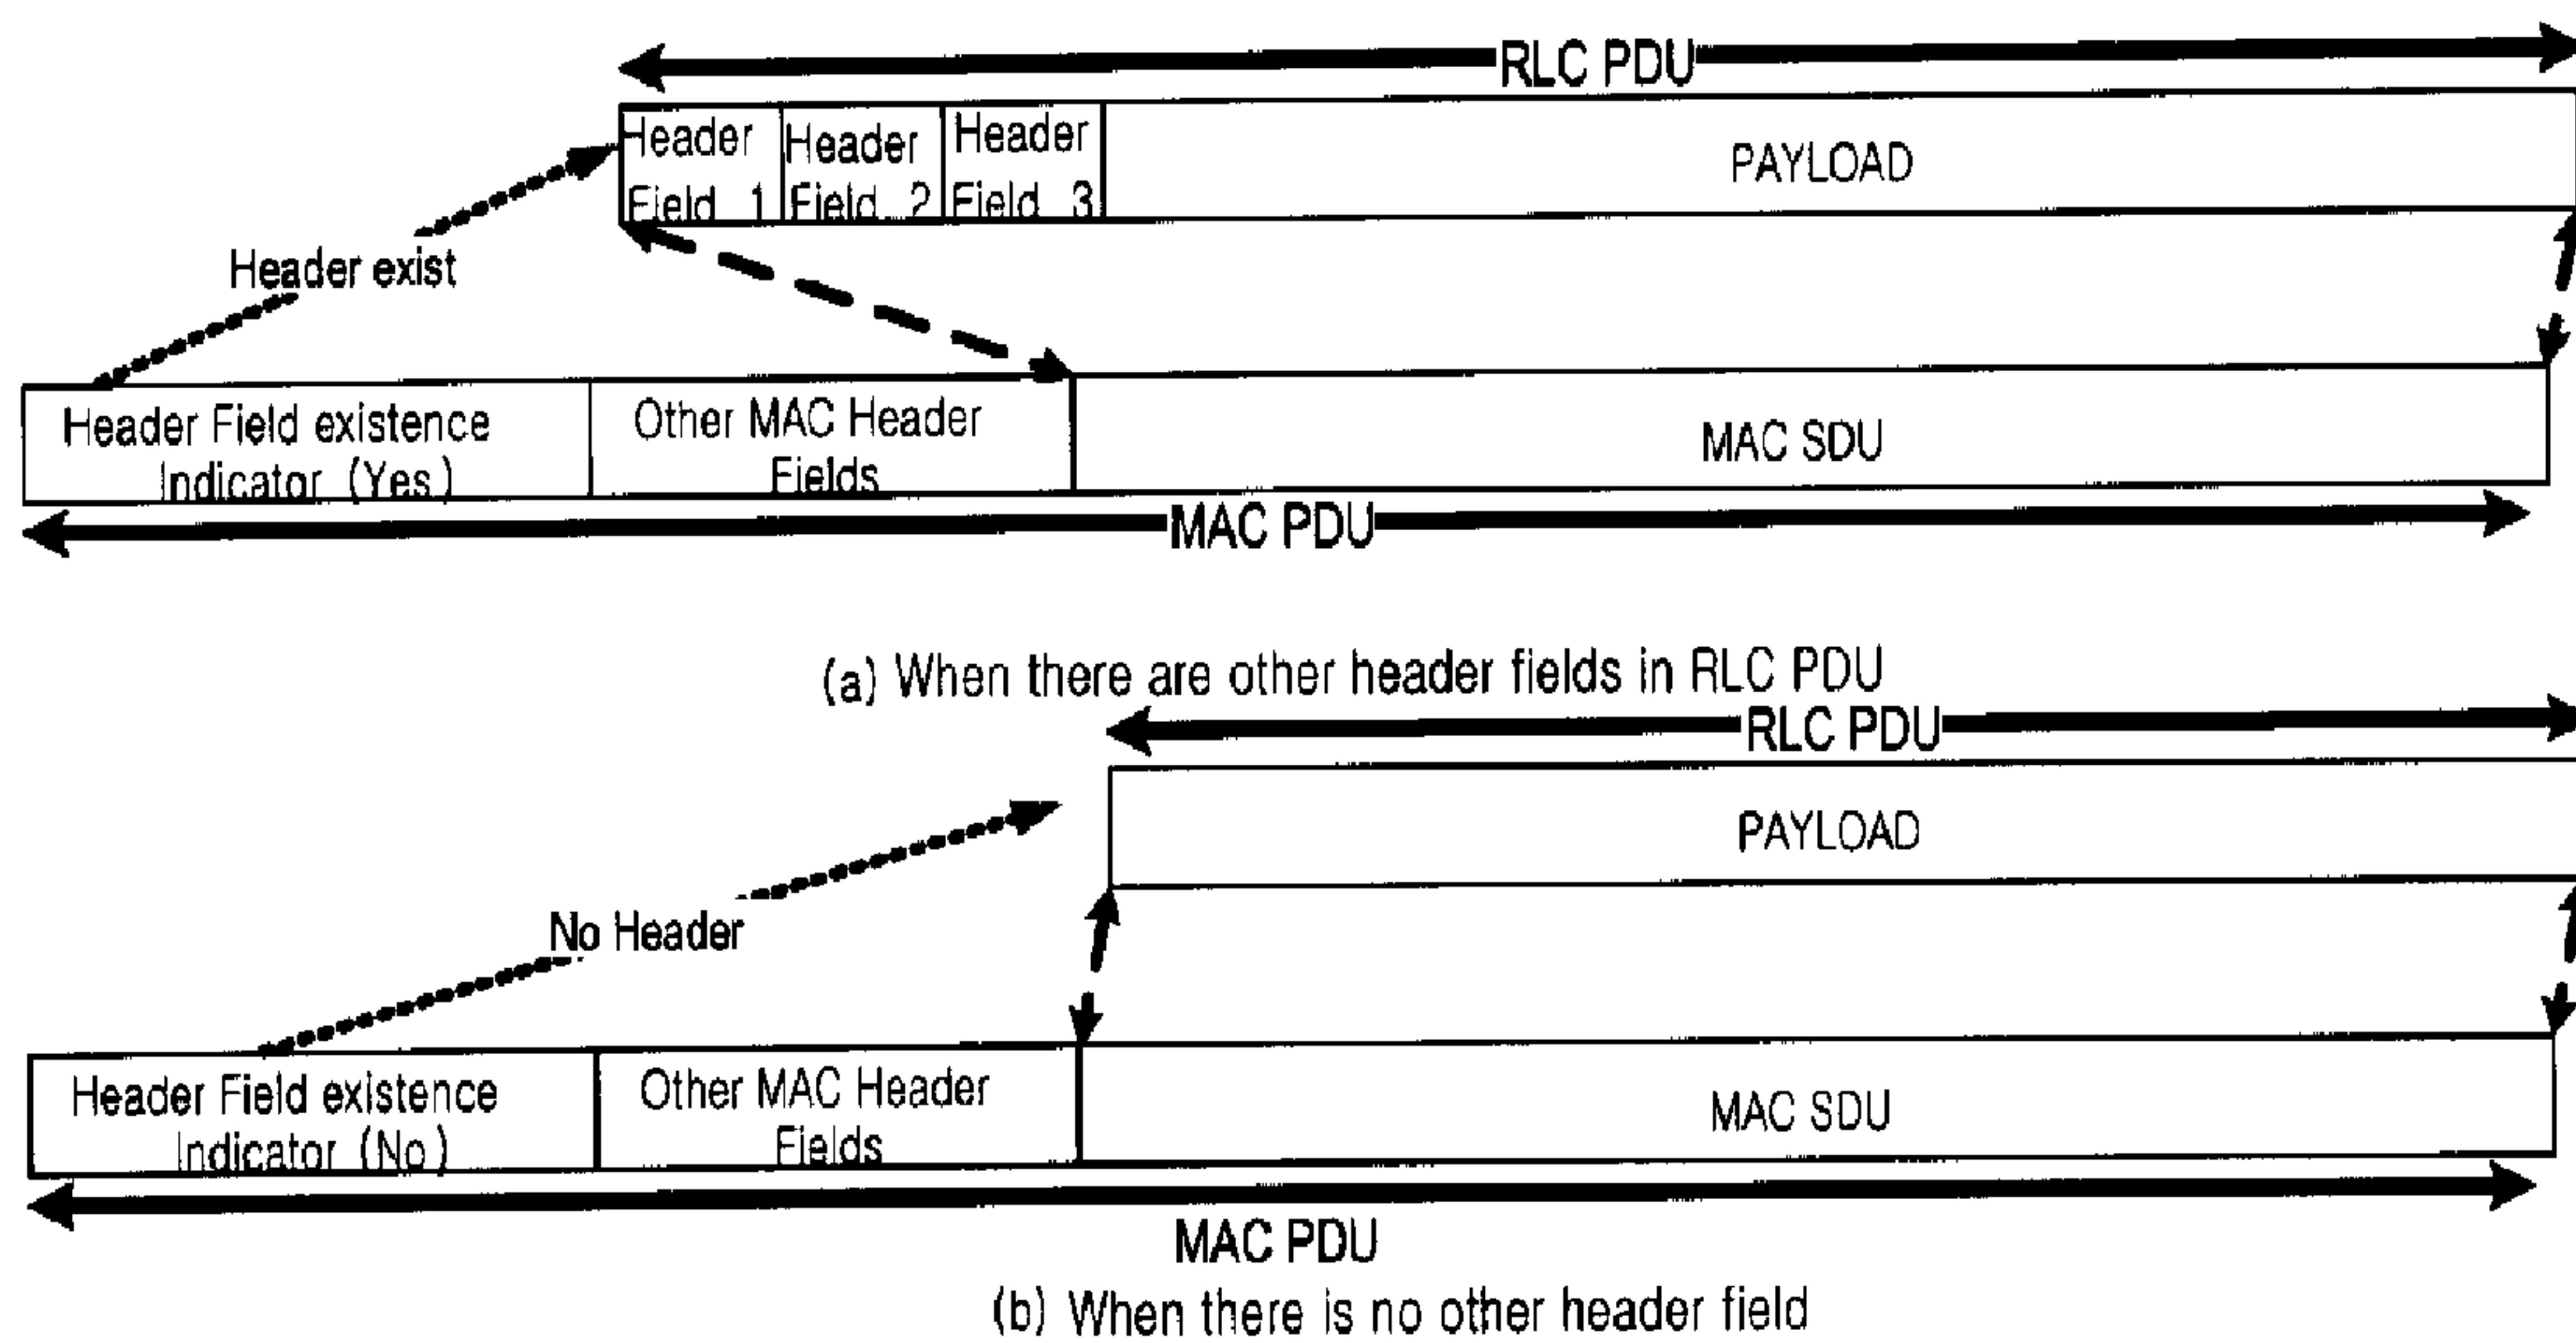 RLC PDU
Header Field 1
Header Field 2
Header Field 3
PAYLOAD
Header exist
Header Field existence
Indicator (Yes)
Other MAC Header
Fields
MAC SDU
MAC PDU
(a) When there are other header fields in RLC PDU
RLC PDU
PAYLOAD
No Header
Header Field existence
Indicator (No)
Other MAC Header
Fields
MAC SDU
MAC PDU
(b) When there is no other header field